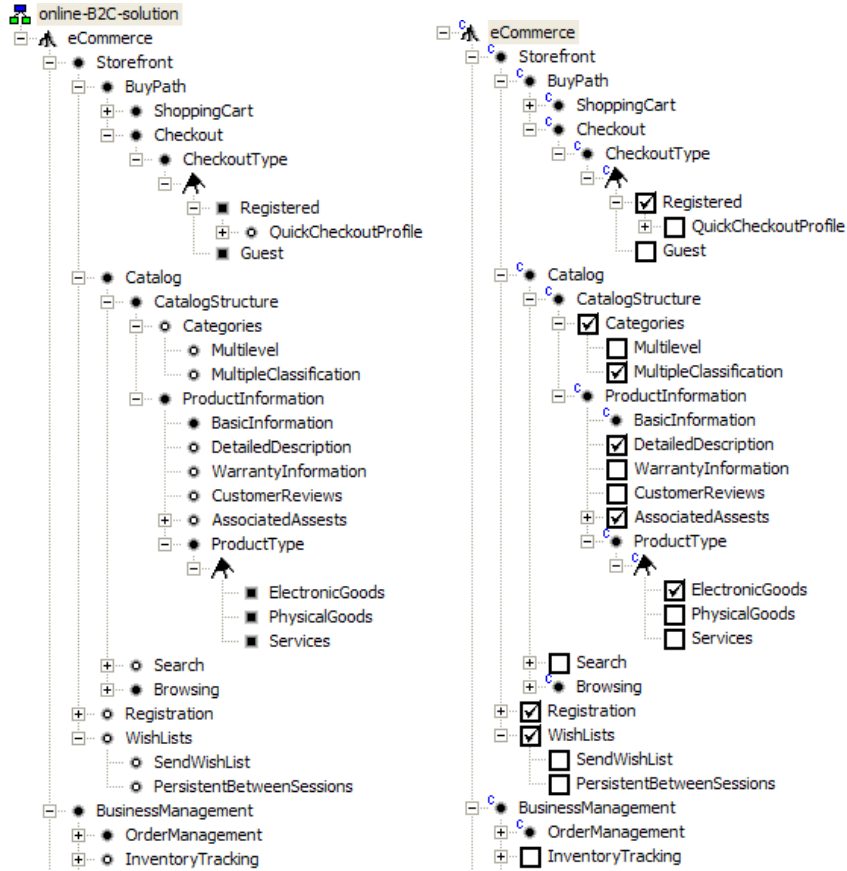 online-B2C-solution
eCommerce
Storefront
BuyPath
ShoppingCart
Checkout
CheckoutType
Registered
QuickCheckoutProfile
Guest
Catalog
CatalogStructure
Categories
Multilevel
MultipleClassification
ProductInformation
BasicInformation
DetailedDescription
WarrantyInformation
CustomerReviews
AssociatedAssests
ProductType
ElectronicGoods
PhysicalGoods
Services
Search
Browsing
Registration
WishLists
SendWishList
PersistentBetweenSessions
BusinessManagement
OrderManagement
InventoryTracking
C eCommerce
C Storefront
C BuyPath
C ShoppingCart
C Checkout
C CheckoutType
C
Registered
QuickCheckoutProfile
Guest
C Catalog
C CatalogStructure
Categories
Multilevel
MultipleClassification
C ProductInformation
C BasicInformation
DetailedDescription
WarrantyInformation
CustomerReviews
AssociatedAssests
C ProductType
C
ElectronicGoods
PhysicalGoods
Services
Search
C Browsing
Registration
WishLists
SendWishList
PersistentBetweenSessions
C BusinessManagement
C OrderManagement
InventoryTracking